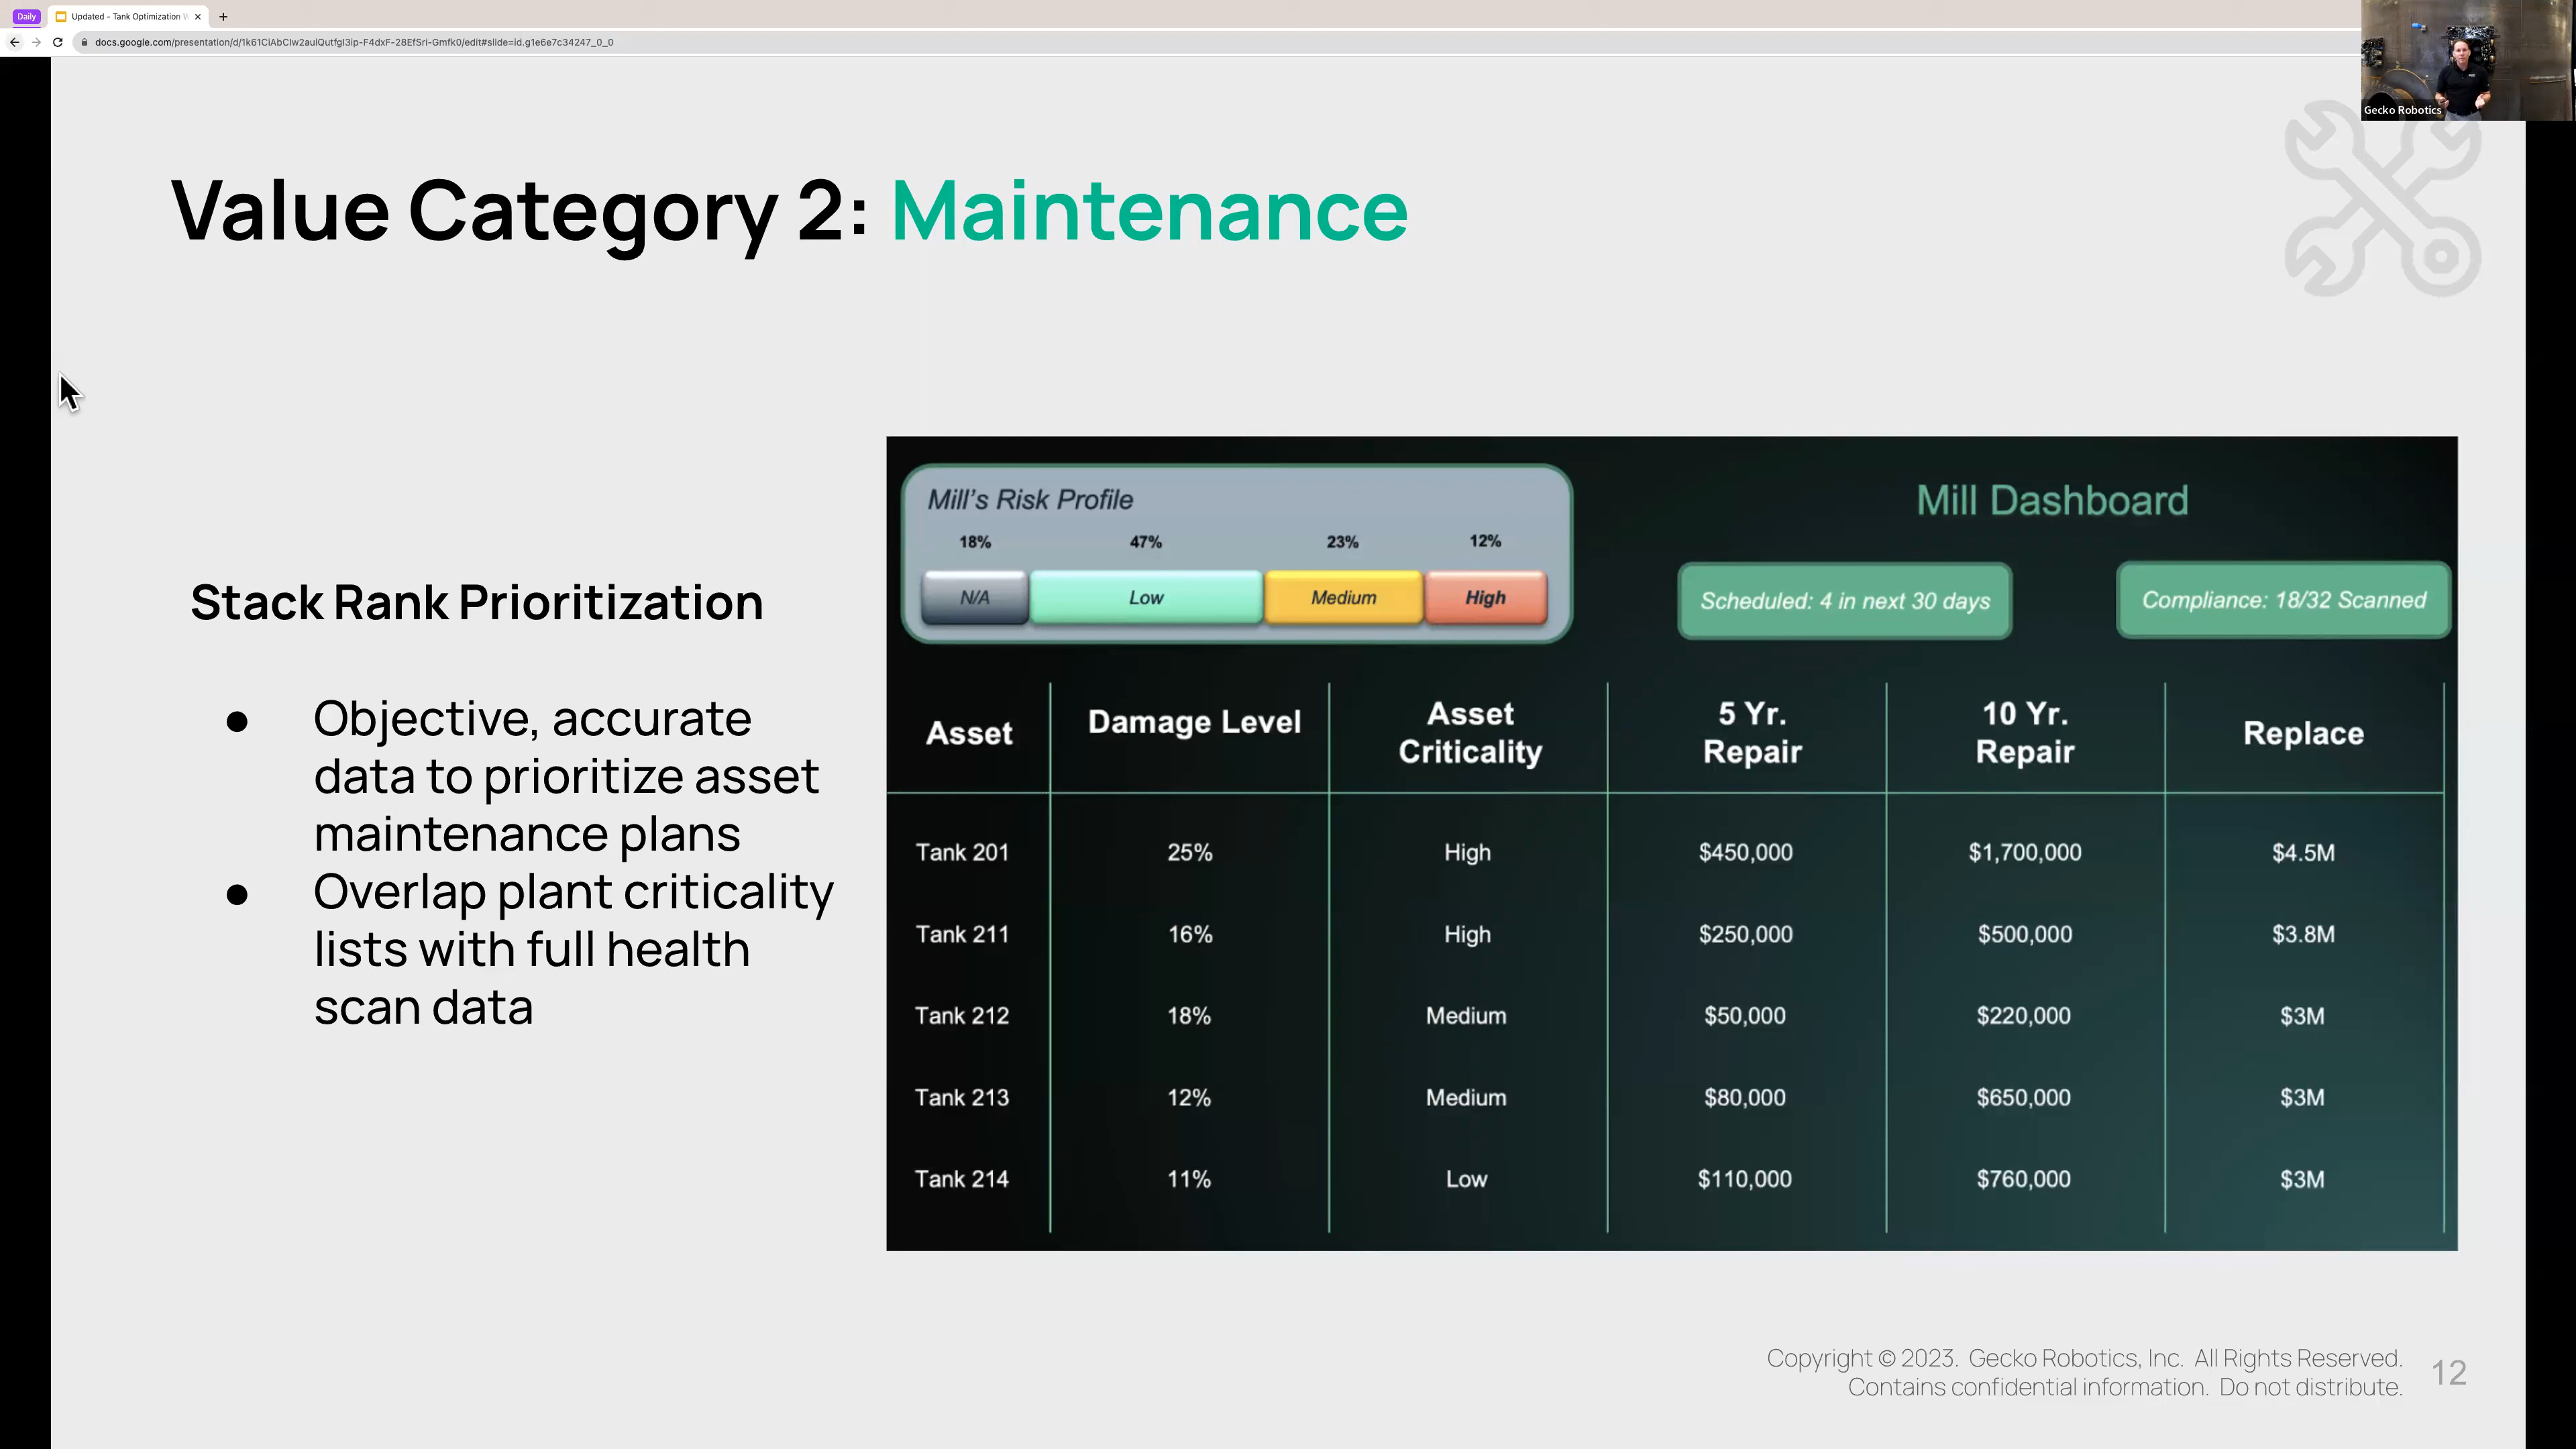 Daily
Updated - Tank Optimization
docs.google.com/presentation/d/1k61CiAbCIw2aulQutfgI3ip-F4dxF-28EfSri-Gmfk0/edit#slide=id.g1e6e7c34247_0_0
Gecko Robotics
Value Category 2: Maintenance
Stack Rank Prioritization
● Objective, accurate
data to prioritize asset
maintenance plans
● Overlap plant criticality
lists with full health
scan data
Mill's Risk Profile
18% 47% 23% 12%
N/A Low Medium High
Mill Dashboard
Scheduled: 4 in next 30 days
Compliance: 18/32 Scanned
Asset Damage Level Asset Criticality 5 Yr. Repair 10 Yr. Repair Replace
Tank 201 25% High $450,000 $1,700,000 $4.5M
Tank 211 16% High $250,000 $500,000 $3.8M
Tank 212 18% Medium $50,000 $220,000 $3M
Tank 213 12% Medium $80,000 $650,000 $3M
Tank 214 11% Low $110,000 $760,000 $3M
Copyright © 2023. Gecko Robotics, Inc. All Rights Reserved.
Contains confidential information. Do not distribute.
12